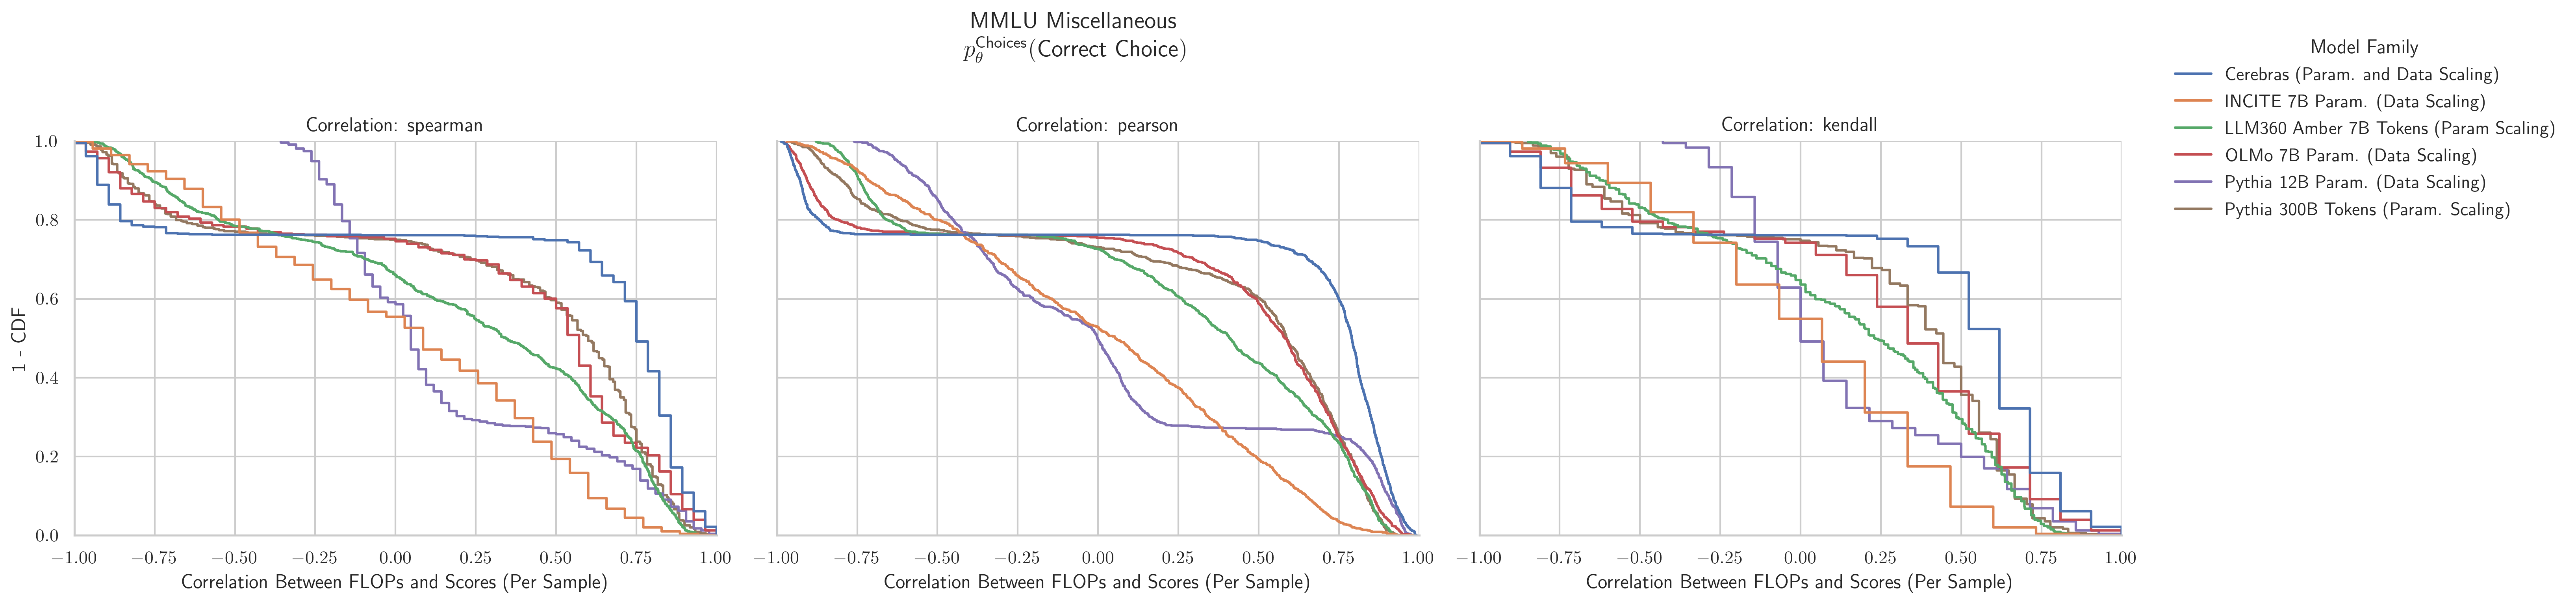 MMLU Miscellaneous
p_θ^Choices(Correct Choice)
Model Family
Cerebras (Param. and Data Scaling)
INCITE 7B Param. (Data Scaling)
LLM360 Amber 7B Tokens (Param Scaling)
OLMo 7B Param. (Data Scaling)
Pythia 12B Param. (Data Scaling)
Pythia 300B Tokens (Param. Scaling)
Correlation: spearman
Correlation: pearson
Correlation: kendall
1 - CDF
1.0
0.8
0.6
0.4
0.2
0.0
−1.00 −0.75 −0.50 −0.25 0.00 0.25 0.50 0.75 1.00
−1.00 −0.75 −0.50 −0.25 0.00 0.25 0.50 0.75 1.00
−1.00 −0.75 −0.50 −0.25 0.00 0.25 0.50 0.75 1.00
Correlation Between FLOPs and Scores (Per Sample)
Correlation Between FLOPs and Scores (Per Sample)
Correlation Between FLOPs and Scores (Per Sample)